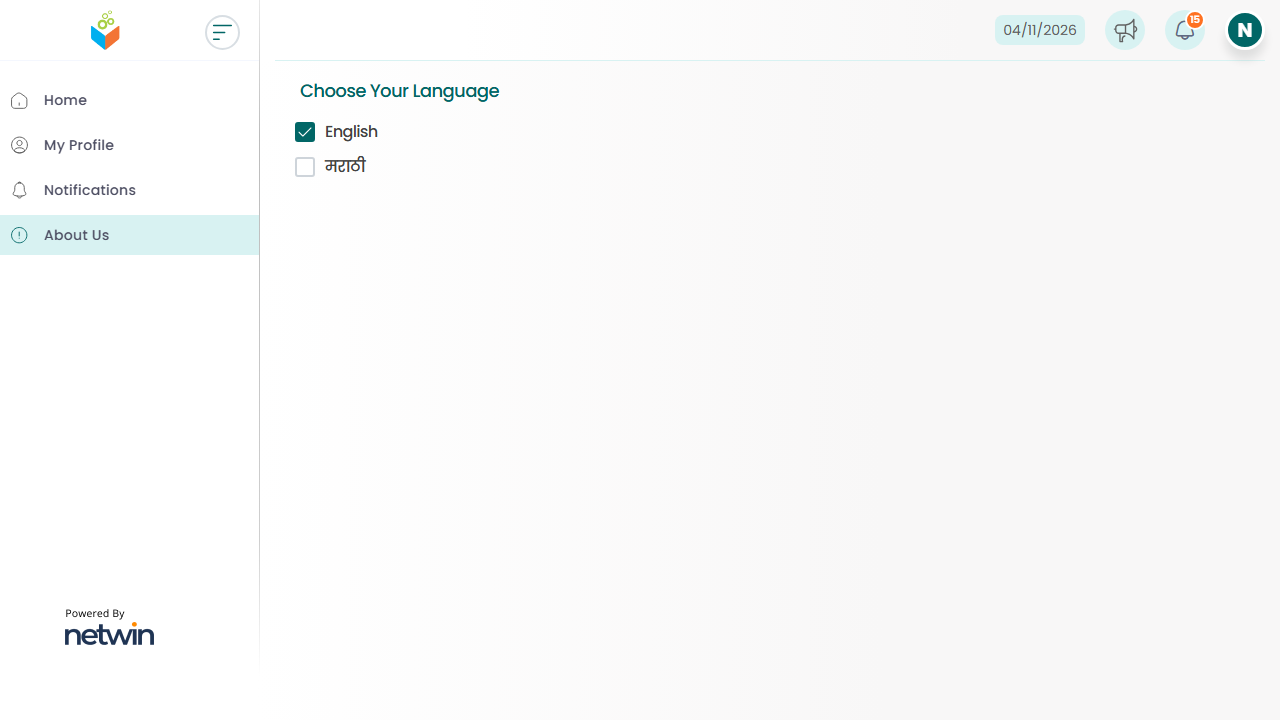 04/11/2026
15
N
Home
My Profile
Notifications
About Us
Choose Your Language
English
मराठी
Powered By
netwin